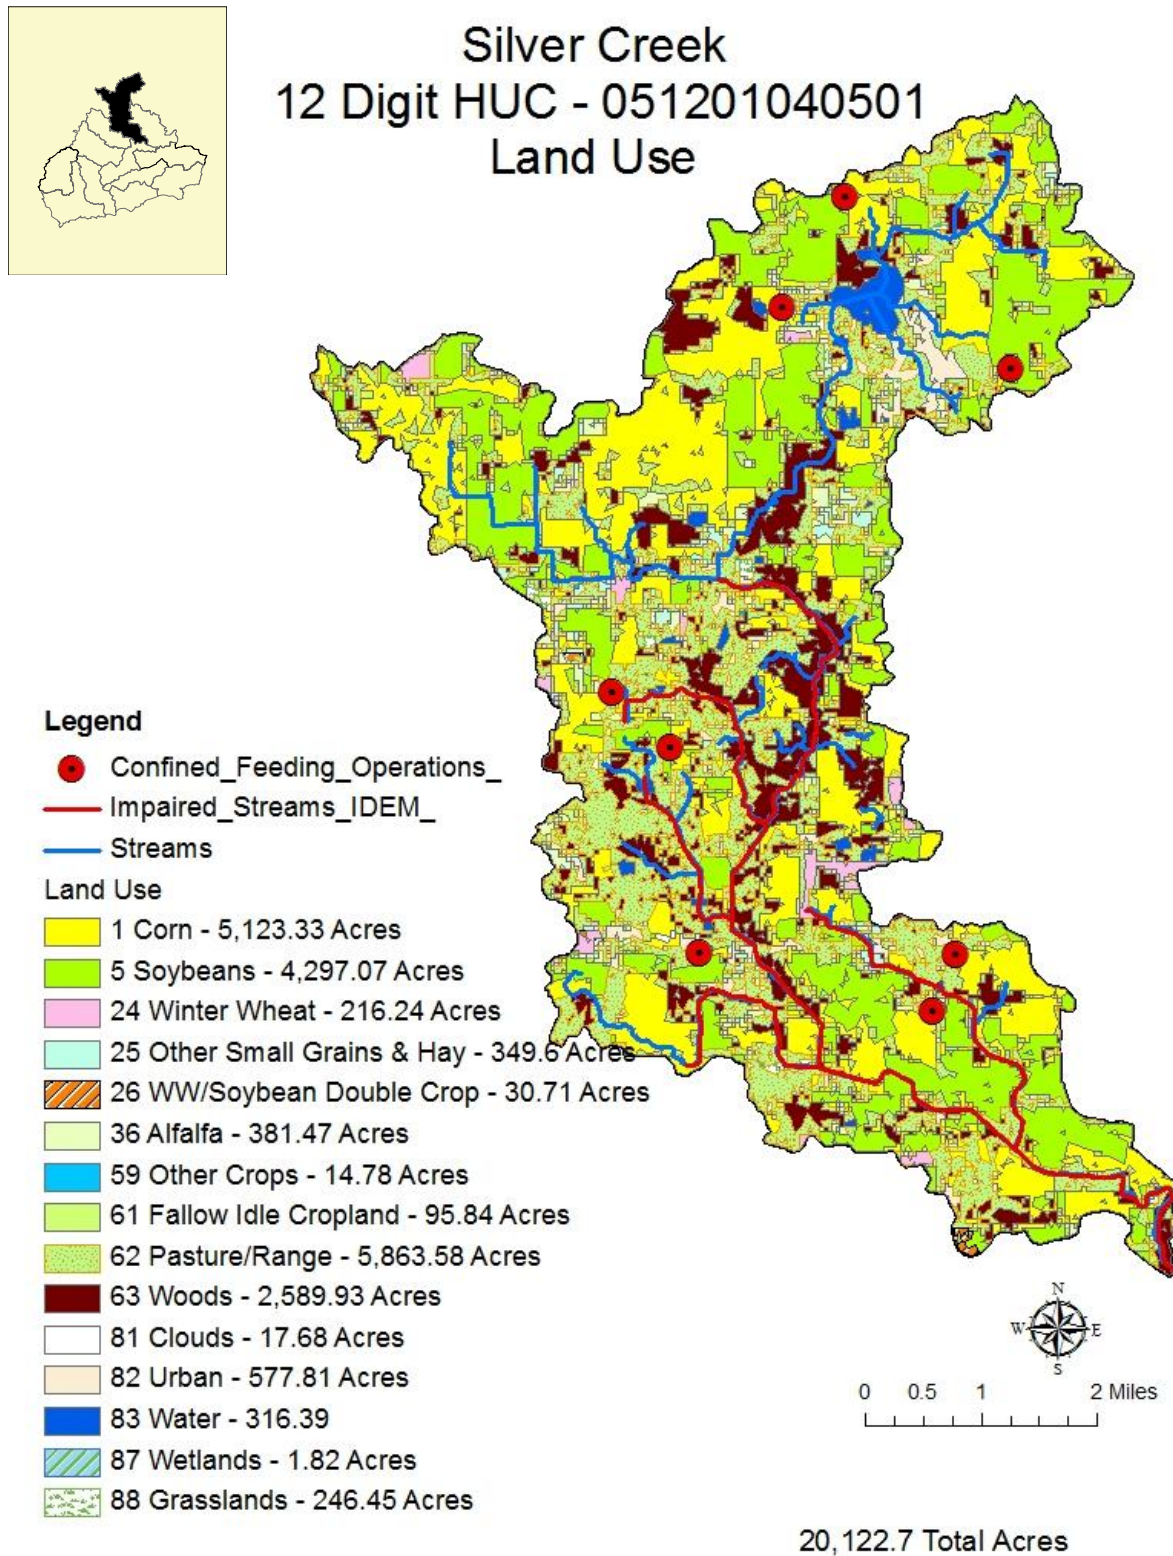 Silver Creek
12 Digit HUC - 051201040501
Land Use
Legend
Confined_Feeding_Operations_
Impaired_Streams_IDEM_
Streams
Land Use
1 Corn - 5,123.33 Acres
5 Soybeans - 4,297.07 Acres
24 Winter Wheat - 216.24 Acres
25 Other Small Grains & Hay - 349.6 Acres
26 WW/Soybean Double Crop - 30.71 Acres
36 Alfalfa - 381.47 Acres
59 Other Crops - 14.78 Acres
61 Fallow Idle Cropland - 95.84 Acres
62 Pasture/Range - 5,863.58 Acres
63 Woods - 2,589.93 Acres
81 Clouds - 17.68 Acres
82 Urban - 577.81 Acres
83 Water - 316.39
87 Wetlands - 1.82 Acres
88 Grasslands - 246.45 Acres
N
W E
S
0 0.5 1 2 Miles
20,122.7 Total Acres